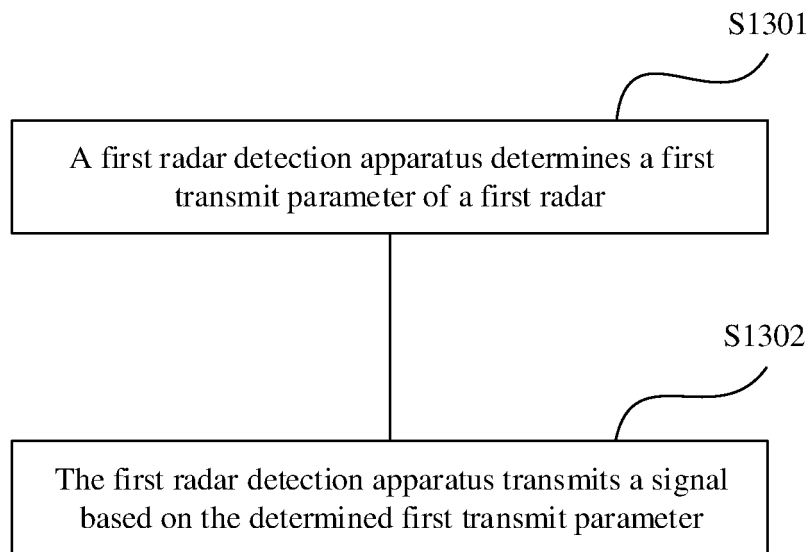 S1301
A first radar detection apparatus determines a first
transmit parameter of a first radar
S1302
The first radar detection apparatus transmits a signal
based on the determined first transmit parameter